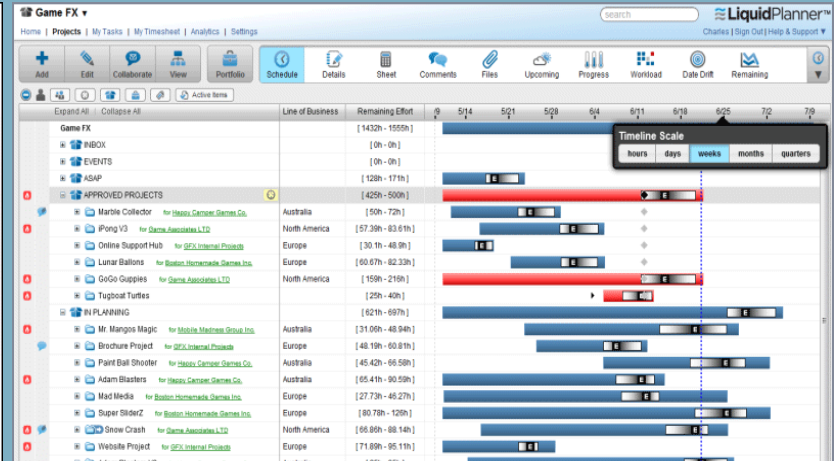 Game FX ▼
search
LiquidPlanner™
Home | Projects | My Tasks | My Timesheet | Analytics | Settings
Charles | Sign Out | Help & Support ▼
Add Edit Collaborate View Portfolio Schedule Details Sheet Comments Files Upcoming Progress Workload Date Drift Remaining
Active Items
Expand All | Collapse All Line of Business Remaining Effort /9 5/14 5/21 5/28 6/4 6/11 6/18 6/25 7/2 7/9
Game FX [1432h - 1555h]
Timeline Scale
hours days weeks months quarters
INBOX [0h - 0h]
EVENTS [0h - 0h]
ASAP [128h - 171h] E
APPROVED PROJECTS [425h - 500h] E
Marble Collector for Happy Camper Games Co. Australia [50h - 72h] E
iPong V3 for Game Associates LTD North America [57.39h - 83.61h] E
Online Support Hub for GFX Internal Projects Europe [30.1h - 48.9h] E
Lunar Ballons for Boston Homemade Games Inc. Europe [60.67h - 82.33h] E
GoGo Guppies for Game Associates LTD North America [159h - 216h] E
Tugboat Turtles [25h - 40h] E
IN PLANNING [621h - 697h] E
Mr. Mangos Magic for Mobile Madness Group Inc. Australia [31.06h - 48.94h] E
Brochure Project for GFX Internal Projects Europe [48.19h - 60.81h] E
Paint Ball Shooter for Happy Camper Games Co. Australia [45.42h - 66.58h] E
Adam Blasters for Happy Camper Games Co. Australia [65.41h - 90.59h] E
Mad Media for Boston Homemade Games Inc. Europe [27.73h - 46.27h] E
Super SliderZ for Boston Homemade Games Inc. Europe [80.78h - 126h] E
Snow Crash for Game Associates LTD North America [66.86h - 88.14h] E
Website Project for GFX Internal Projects Europe [71.89h - 95.11h] E